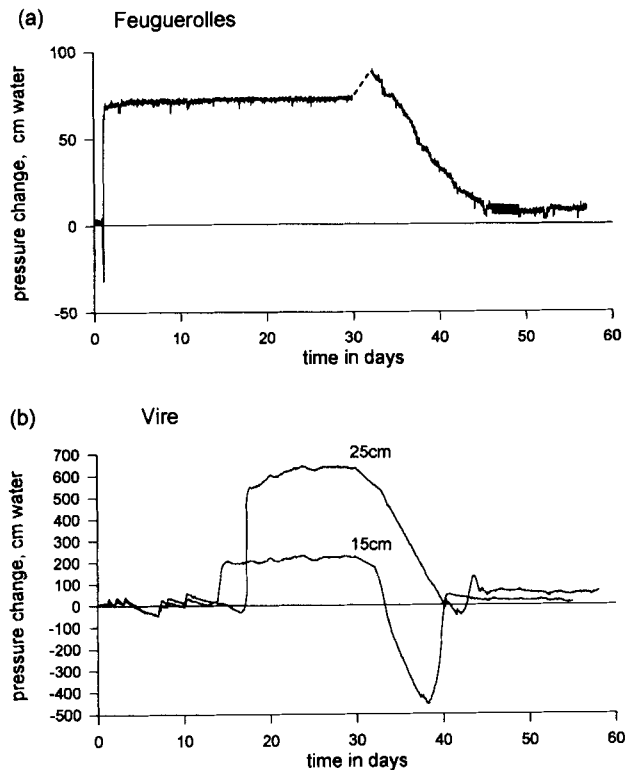 (a) Feuguerolles
pressure change, cm water
100
50
0
-50
0 10 20 30 40 50 60
time in days
(b) Vire
pressure change, cm water
700
600
500
400
300
200
100
0
-100
-200
-300
-400
-500
25cm
15cm
0 10 20 30 40 50 60
time in days